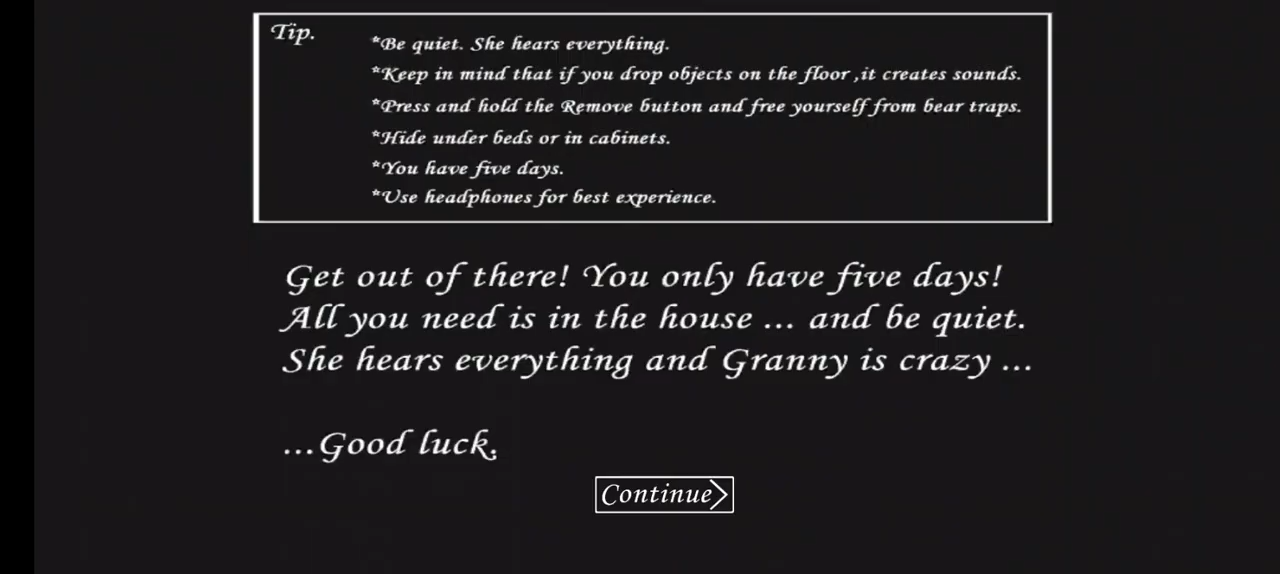 Tip.
*Be quiet. She hears everything.
*Keep in mind that if you drop objects on the floor ,it creates sounds.
*Press and hold the Remove button and free yourself from bear traps.
*Hide under beds or in cabinets.
*You have five days.
*Use headphones for best experience.
Get out of there! You only have five days!
All you need is in the house ... and be quiet.
She hears everything and Granny is crazy ...
...Good luck.
Continue